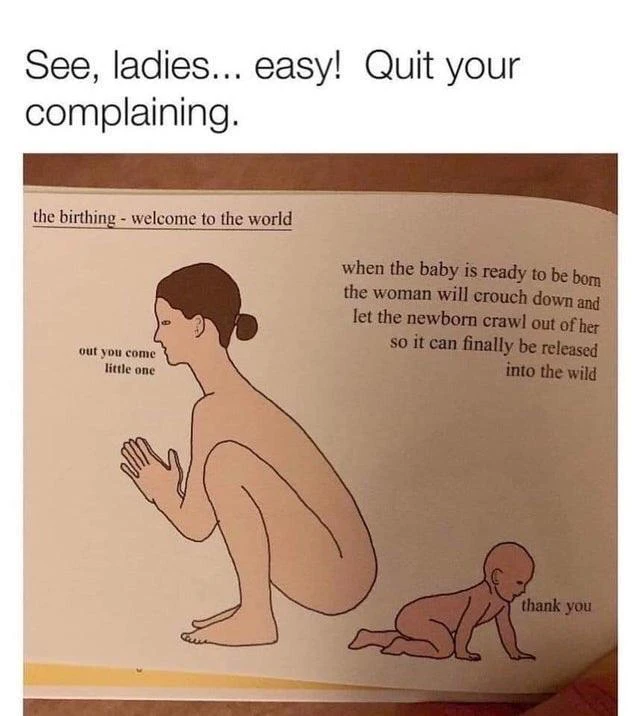 See, ladies... easy!  Quit your
complaining.
the birthing - welcome to the world
when the baby is ready to be born
the woman will crouch down and
let the newborn crawl out of her
so it can finally be released
into the wild
out you come
little one
thank you